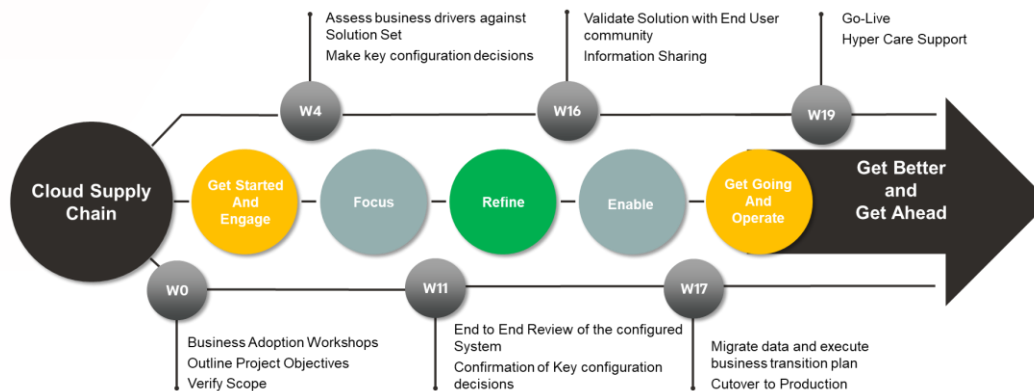 Assess business drivers against
Solution Set
Make key configuration decisions
Validate Solution with End User
community
Information Sharing
Go-Live
Hyper Care Support
W4
W16
W19
Cloud Supply
Chain
Get Started
And
Engage
Focus
Refine
Enable
Get Going
And
Operate
Get Better
and
Get Ahead
W0
W11
W17
Business Adoption Workshops
Outline Project Objectives
Verify Scope
End to End Review of the configured
System
Confirmation of Key configuration
decisions
Migrate data and execute
business transition plan
Cutover to Production